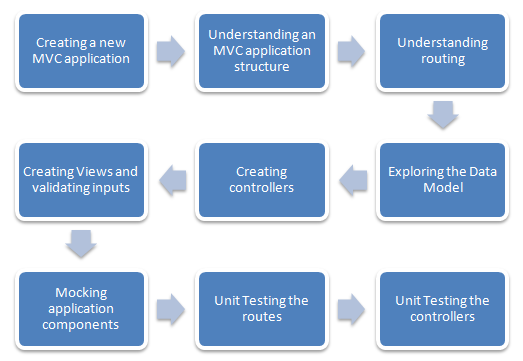 Creating a new
MVC application
Understanding an
MVC application
structure
Understanding
routing
Exploring the Data
Model
Creating
controllers
Creating Views and
validating inputs
Mocking
application
components
Unit Testing the
routes
Unit Testing the
controllers